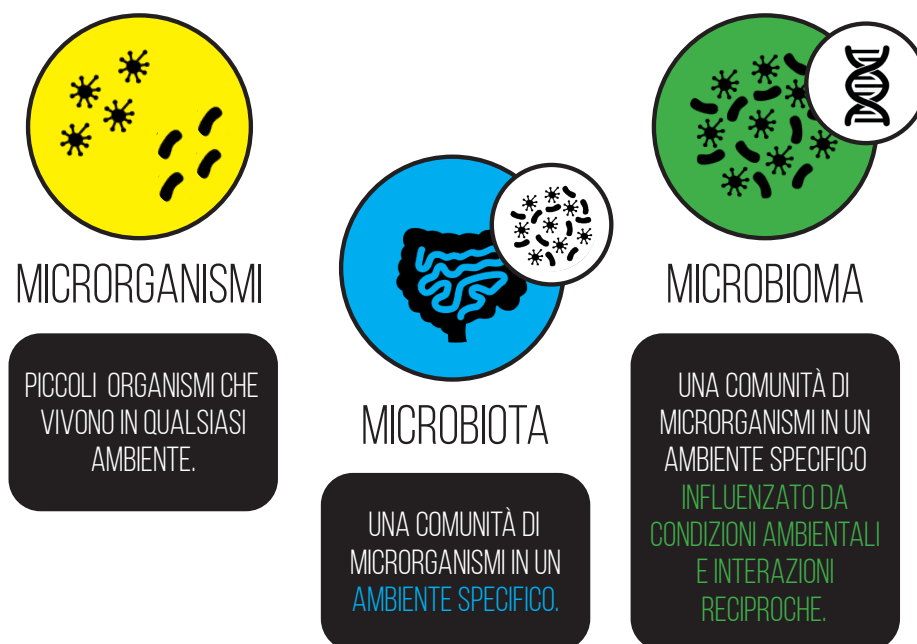 MICRORGANISMI
PICCOLI ORGANISMI CHE
VIVONO IN QUALSIASI
AMBIENTE.
MICROBIOTA
UNA COMUNITÀ DI
MICRORGANISMI IN UN
AMBIENTE SPECIFICO.
MICROBIOMA
UNA COMUNITÀ DI
MICRORGANISMI IN UN
AMBIENTE SPECIFICO
INFLUENZATO DA
CONDIZIONI AMBIENTALI
E INTERAZIONI
RECIPROCHE.